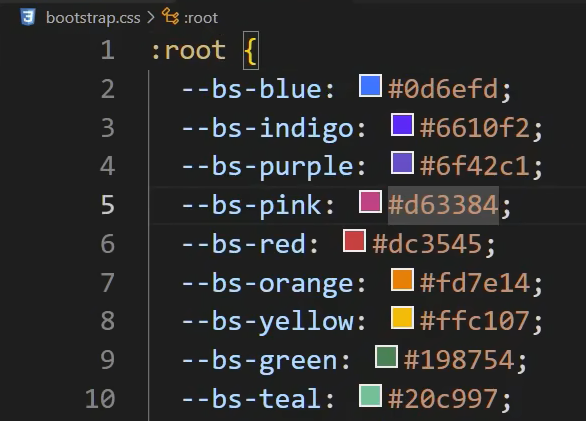 bootstrap.css > :root
1 :root {
2 --bs-blue: #0d6efd;
3 --bs-indigo: #6610f2;
4 --bs-purple: #6f42c1;
5 --bs-pink: #d63384;
6 --bs-red: #dc3545;
7 --bs-orange: #fd7e14;
8 --bs-yellow: #ffc107;
9 --bs-green: #198754;
10 --bs-teal: #20c997;